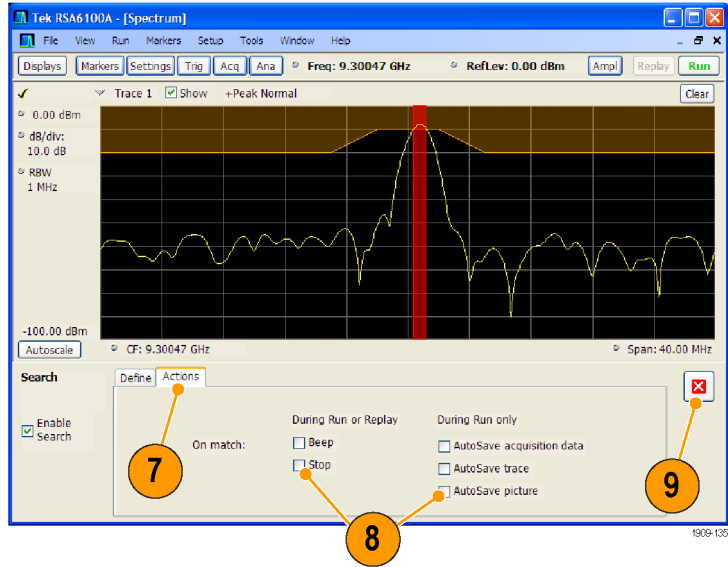 Tek RSA6100A - [Spectrum]
File View Run Markers Setup Tools Window Help
Displays Markers Settings Trig Acq Ana Freq: 9.30047 GHz RefLev: 0.00 dBm Ampl Replay Run
Trace 1 Show +Peak Normal Clear
0.00 dBm
dB/div:
10.0 dB
RBW
1 MHz
-100.00 dBm
Autoscale CF: 9.30047 GHz Span: 40.00 MHz
Search Define Actions
Enable
Search
During Run or Replay During Run only
On match: Beep AutoSave acquisition data
Stop AutoSave trace
AutoSave picture
7
8
9
1909-135